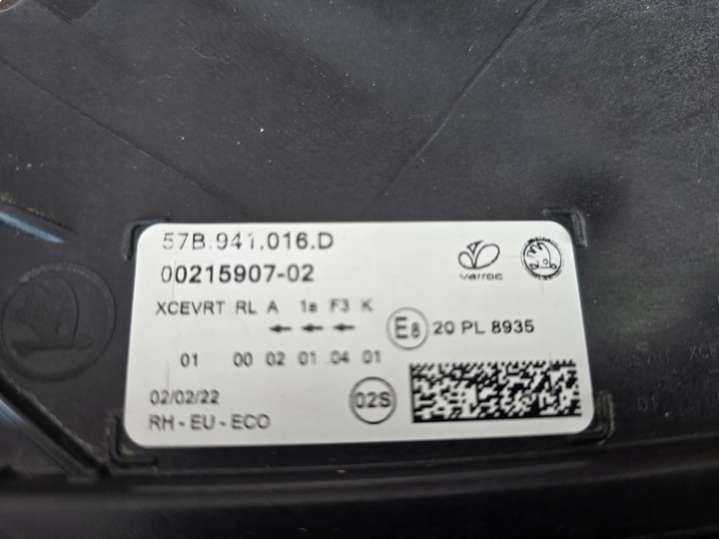 57B.941.016.D
00215907-02
varroc
XCEVRT RL A 1a F3 K
E8 20 PL 8935
01 00 02 01 04 01
02/02/22
02S
RH - EU - ECO